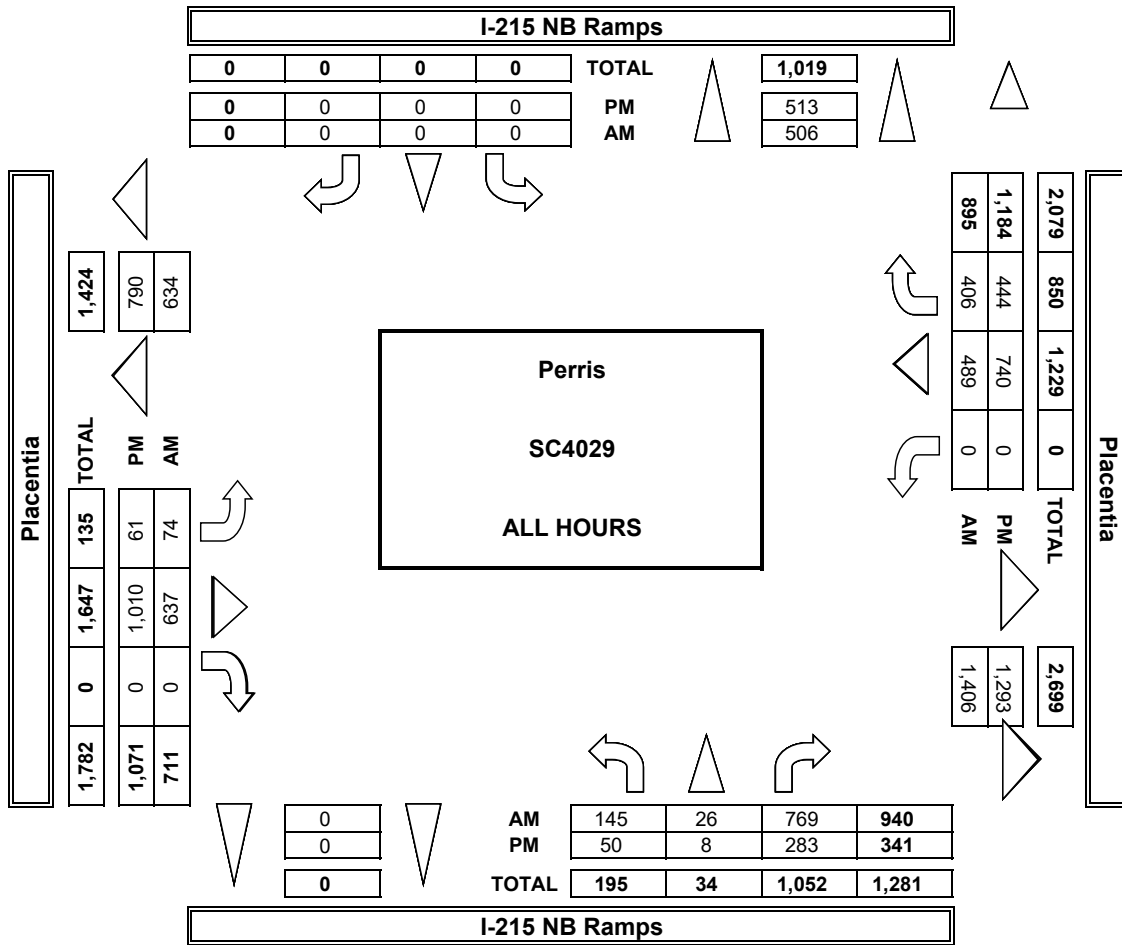 I-215 NB Ramps
0 0 0 0 TOTAL 1,019
0 0 0 0 PM 513
0 0 0 0 AM 506
Placentia
1,424 790 634
TOTAL PM AM
135 61 74
1,647 1,010 637
0 0 0
1,782 1,071 711
Perris
SC4029
ALL HOURS
895 1,184 2,079
406 444 850
489 740 1,229
0 0 0
AM PM TOTAL
1,406 1,293 2,699
Placentia
0 AM 145 26 769 940
0 PM 50 8 283 341
0 TOTAL 195 34 1,052 1,281
I-215 NB Ramps